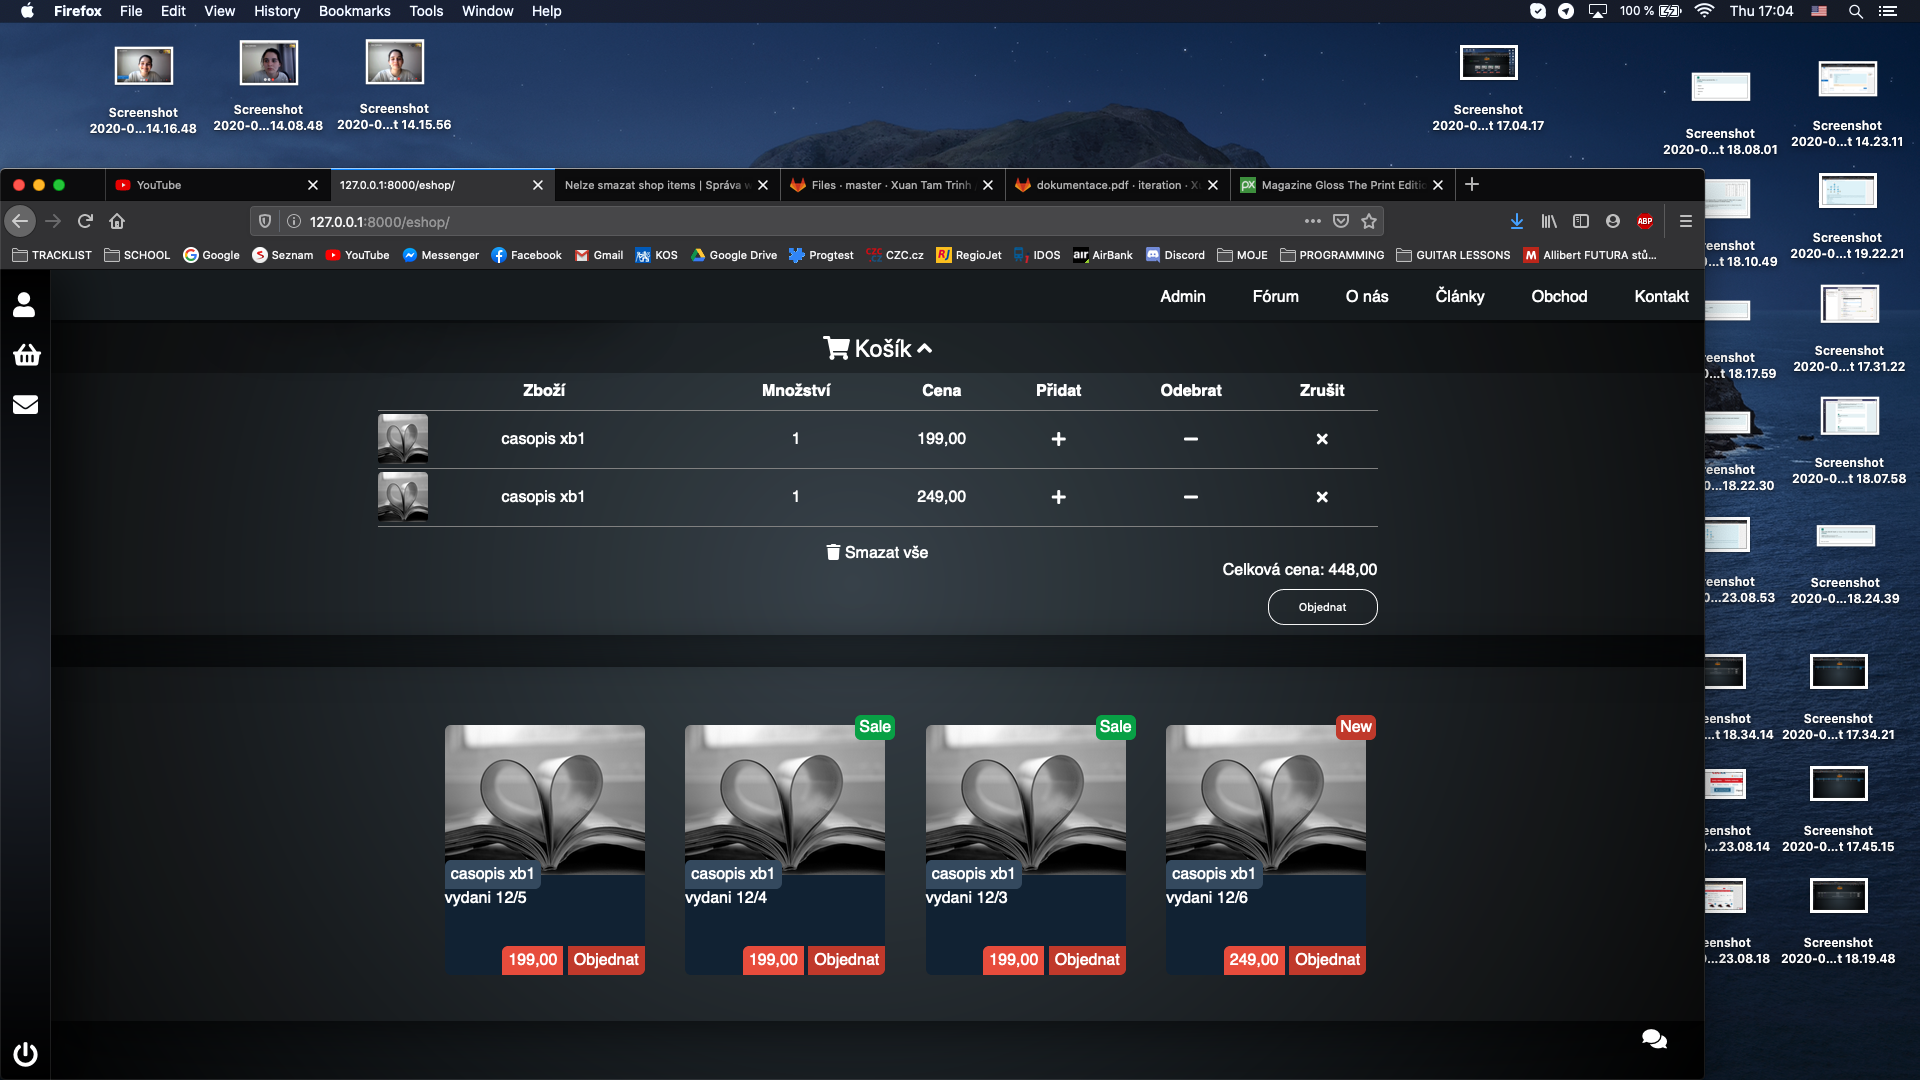 Firefox File Edit View History Bookmarks Tools Window Help
100 % Thu 17:04
Screenshot
2020-0...14.16.48
Screenshot
2020-0...14.08.48
Screenshot
2020-0...t 14.15.56
Screenshot
2020-0...t 17.04.17
Screenshot
2020-0...t 18.08.01
Screenshot
2020-0...t 14.23.11
YouTube
127.0.0.1:8000/eshop/
Nelze smazat shop items | Správa w
Files · master · Xuan Tam Trinh /
dokumentace.pdf · iteration · Xu
Magazine Gloss The Print Editio
127.0.0.1:8000/eshop/
ABP
TRACKLIST SCHOOL Google Seznam YouTube Messenger Facebook Gmail KOS Google Drive Progtest CZC.cz RegioJet IDOS AirBank Discord MOJE PROGRAMMING GUITAR LESSONS Allibert FUTURA stů...
Admin Fórum O nás Články Obchod Kontakt
Košík
Zboží Množství Cena Přidat Odebrat Zrušit
casopis xb1 1 199,00
casopis xb1 1 249,00
Smazat vše
Celková cena: 448,00
Objednat
Sale
Sale
New
casopis xb1
vydani 12/5
199,00 Objednat
casopis xb1
vydani 12/4
199,00 Objednat
casopis xb1
vydani 12/3
199,00 Objednat
casopis xb1
vydani 12/6
249,00 Objednat
eenshot
...t 18.10.49
Screenshot
2020-0...t 19.22.21
eenshot
...t 18.17.59
Screenshot
2020-0...t 17.31.22
eenshot
0...18.22.30
Screenshot
2020-0...t 18.07.58
eenshot
0...23.08.53
Screenshot
2020-0...18.24.39
eenshot
...t 18.34.14
Screenshot
2020-0...t 17.34.21
eenshot
...23.08.14
Screenshot
2020-0...t 17.45.15
eenshot
...23.08.18
Screenshot
2020-0...t 18.19.48